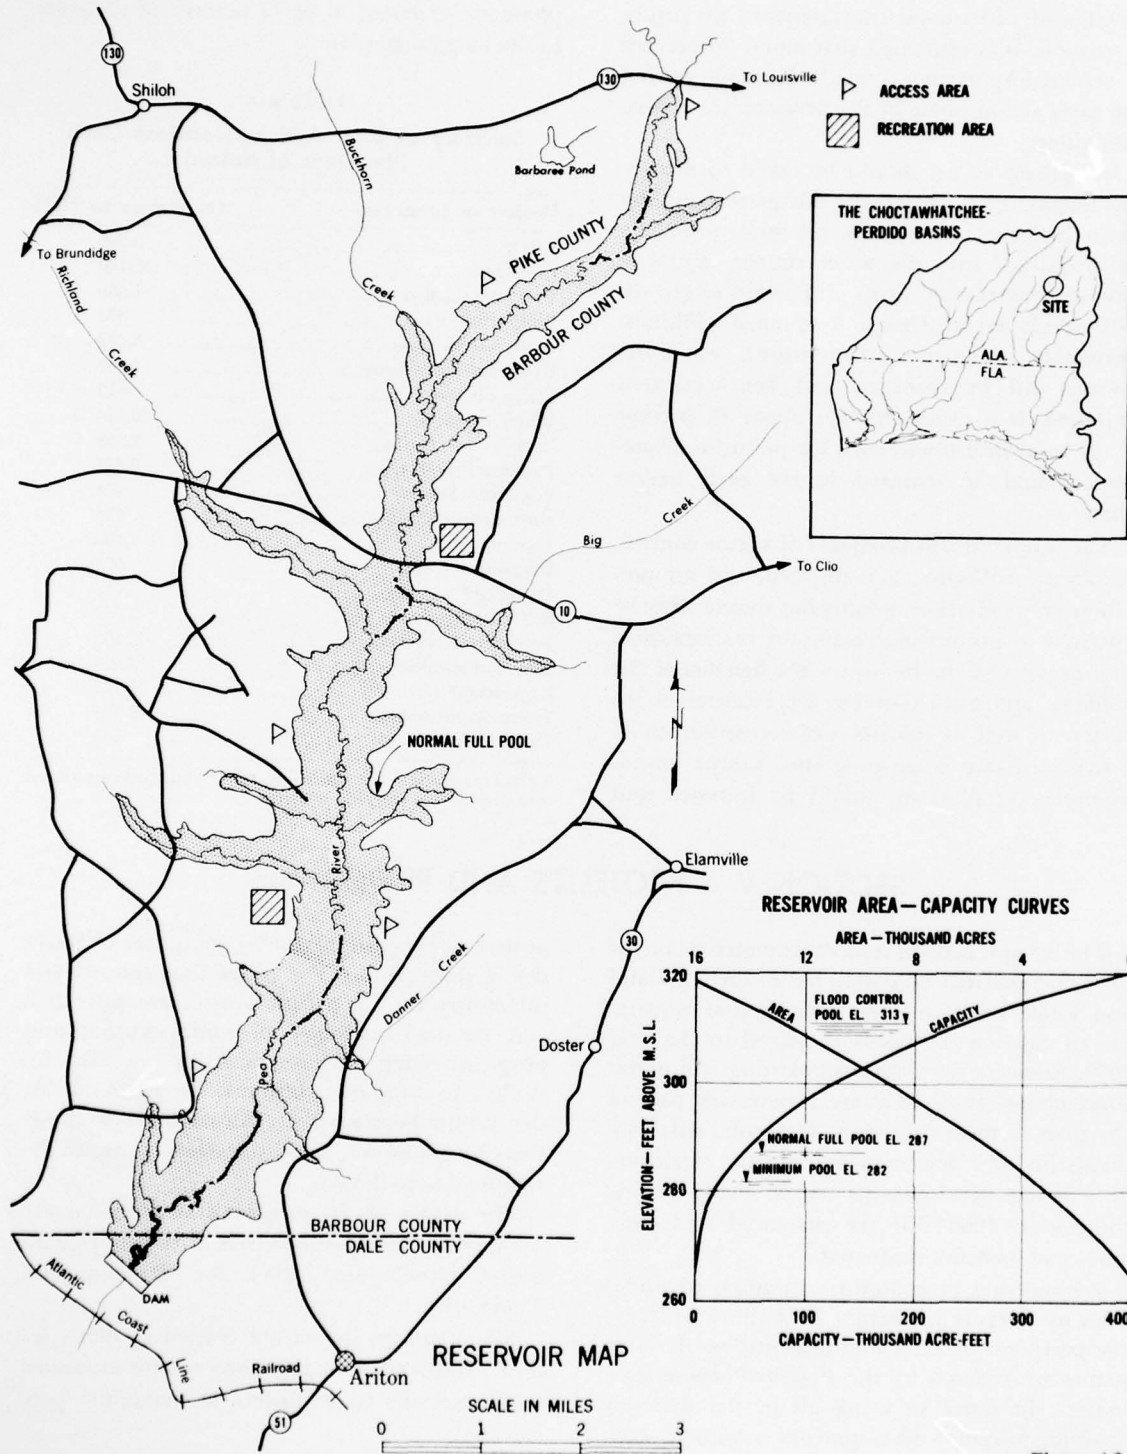 130
Shiloh
130
To Louisville
ACCESS AREA
RECREATION AREA
Buckhorn
Creek
Barbaree Pond
To Brundidge
Richland
Creek
PIKE COUNTY
BARBOUR COUNTY
THE CHOCTAWHATCHEE-
PERDIDO BASINS
SITE
ALA.
FLA.
Big
Creek
To Clio
10
N
NORMAL FULL POOL
River
Pea
Elamville
30
Danner
Creek
Doster
BARBOUR COUNTY
DALE COUNTY
Atlantic
Coast
Line
Railroad
DAM
Ariton
51
RESERVOIR MAP
SCALE IN MILES
0 1 2 3
RESERVOIR AREA—CAPACITY CURVES
AREA—THOUSAND ACRES
16 12 8 4
320
300
280
260
ELEVATION—FEET ABOVE M.S.L.
AREA
FLOOD CONTROL
POOL EL. 313
CAPACITY
NORMAL FULL POOL EL. 287
MINIMUM POOL EL. 282
0 100 200 300 400
CAPACITY—THOUSAND ACRE-FEET